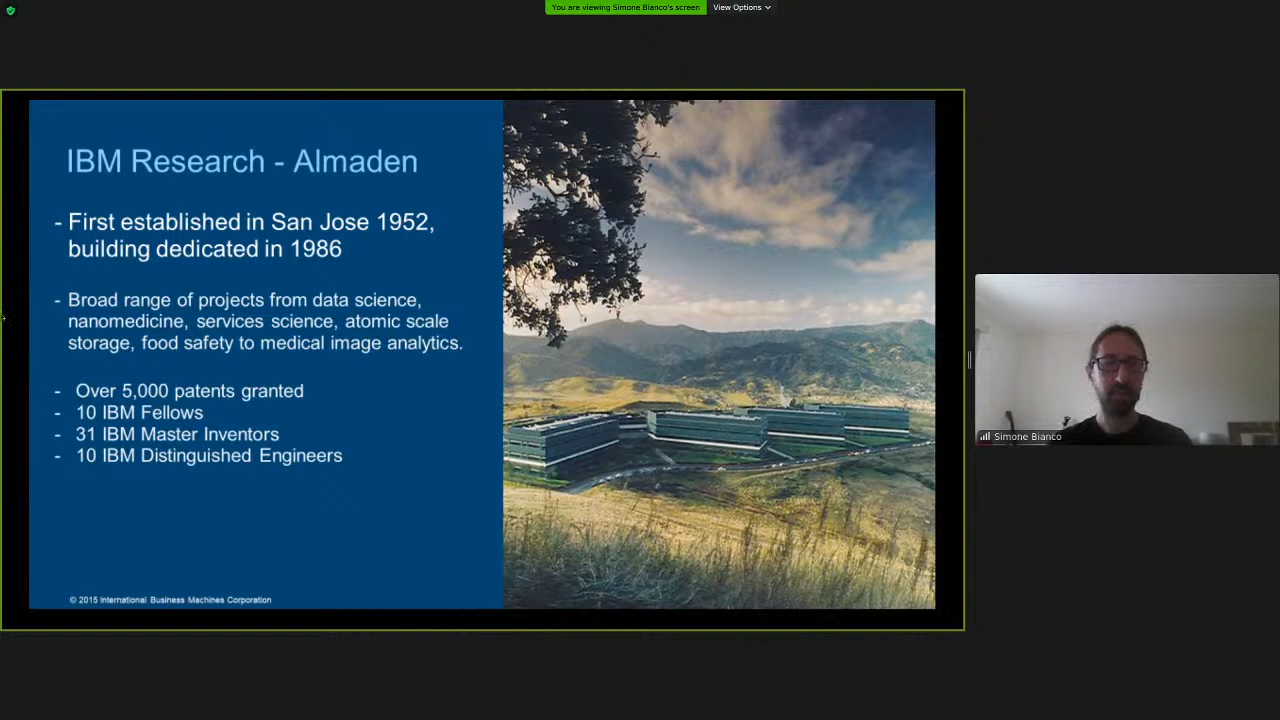 You are viewing Simone Bianco's screen
View Options
IBM Research - Almaden
- First established in San Jose 1952,
building dedicated in 1986
- Broad range of projects from data science,
nanomedicine, services science, atomic scale
storage, food safety to medical image analytics.
- Over 5,000 patents granted
- 10 IBM Fellows
- 31 IBM Master Inventors
- 10 IBM Distinguished Engineers
© 2015 International Business Machines Corporation
Simone Bianco